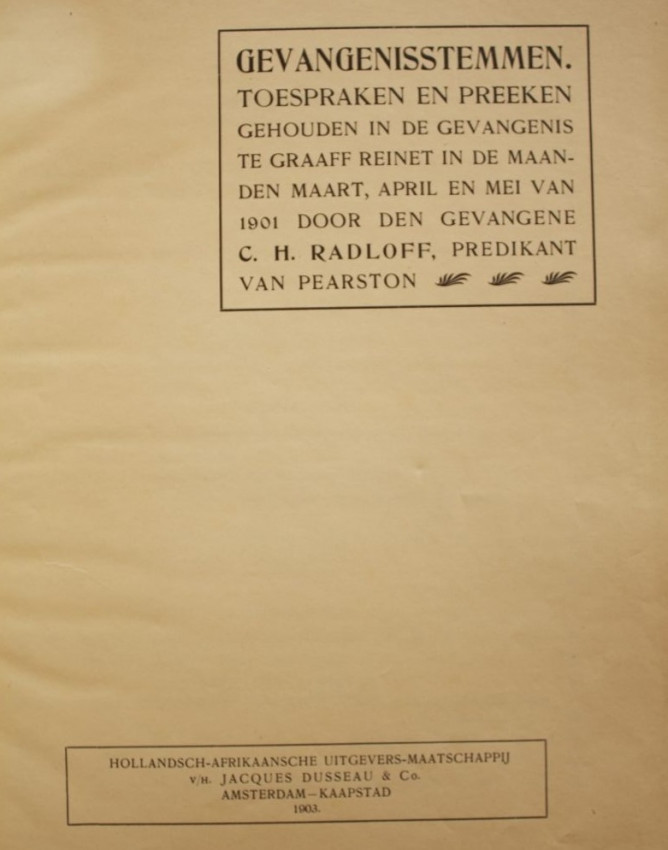 GEVANGENISSTEMMEN.
TOESPRAKEN EN PREEKEN
GEHOUDEN IN DE GEVANGENIS
TE GRAAFF REINET IN DE MAAN-
DEN MAART, APRIL EN MEI VAN
1901 DOOR DEN GEVANGENE
C. H. RADLOFF, PREDIKANT
VAN PEARSTON
HOLLANDSCH-AFRIKAANSCHE UITGEVERS-MAATSCHAPPIJ
V/H. JACQUES DUSSEAU & Co.
AMSTERDAM–KAAPSTAD
1903.